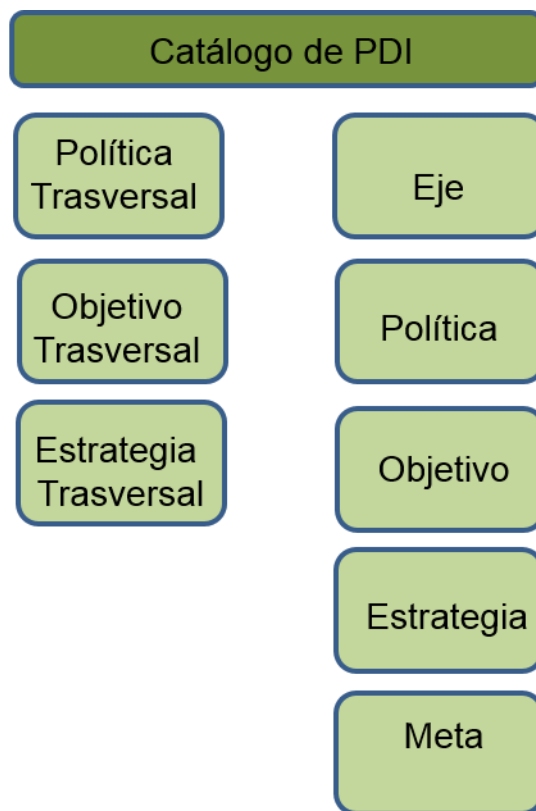 Catálogo de PDI
Política
Trasversal
Objetivo
Trasversal
Estrategia
Trasversal
Eje
Política
Objetivo
Estrategia
Meta